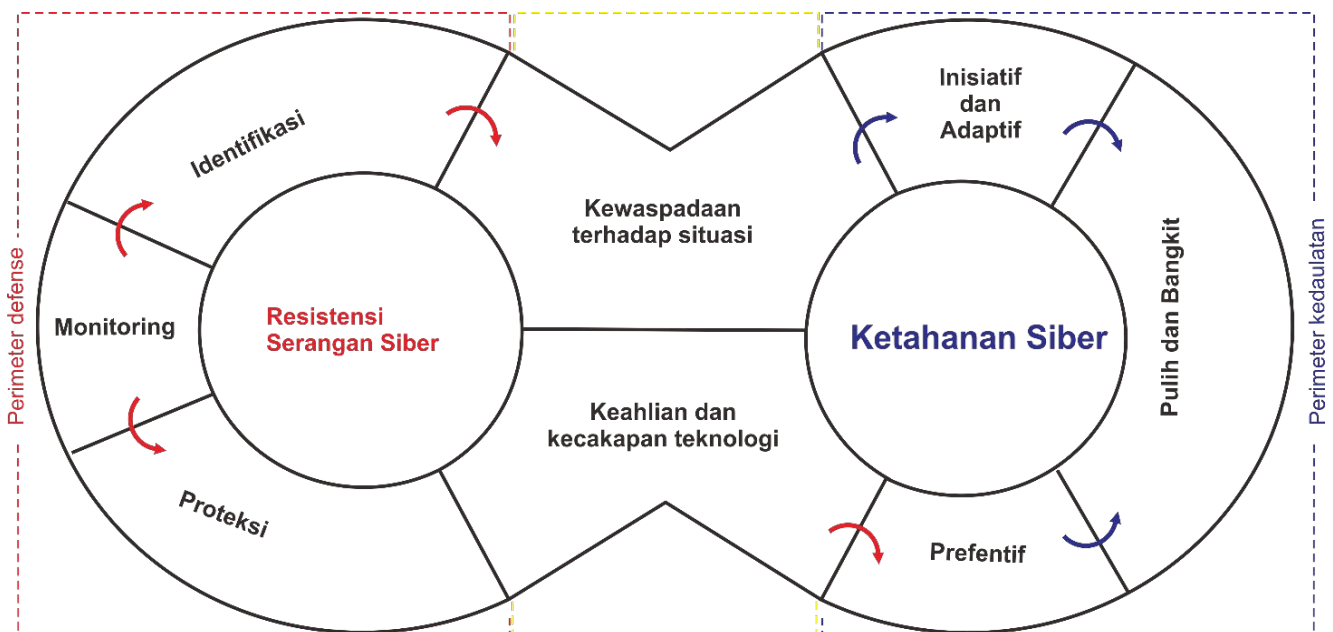 Perimeter defense
Identifikasi
Monitoring
Proteksi
Resistensi
Serangan Siber
Kewaspadaan
terhadap situasi
Keahlian dan
kecakapan teknologi
Inisiatif
dan
Adaptif
Ketahanan Siber
Pulih dan Bangkit
Prefentif
Perimeter kedaulatan